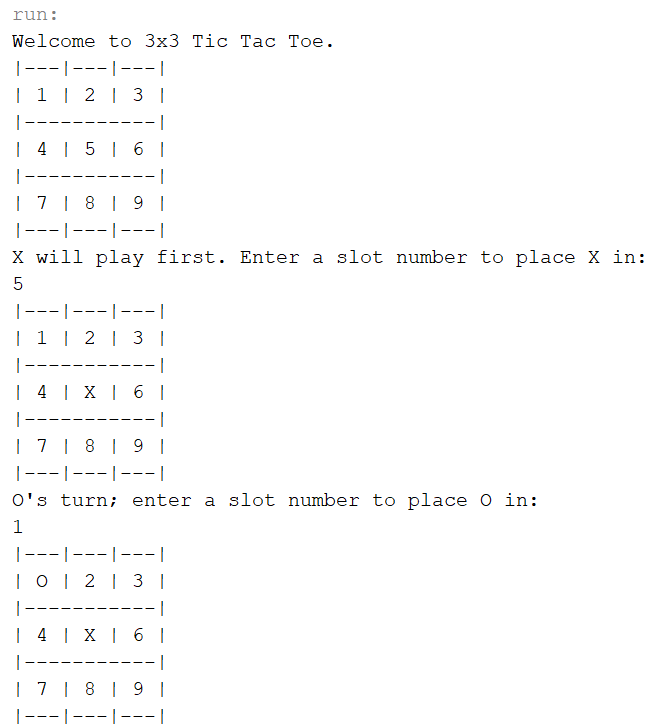 run:
Welcome to 3x3 Tic Tac Toe.
|---|---|---|
| 1 | 2 | 3 |
|-----------|
| 4 | 5 | 6 |
|-----------|
| 7 | 8 | 9 |
|---|---|---|
X will play first. Enter a slot number to place X in:
5
|---|---|---|
| 1 | 2 | 3 |
|-----------|
| 4 | X | 6 |
|-----------|
| 7 | 8 | 9 |
|---|---|---|
O's turn; enter a slot number to place O in:
1
|---|---|---|
| O | 2 | 3 |
|-----------|
| 4 | X | 6 |
|-----------|
| 7 | 8 | 9 |
|---|---|---|